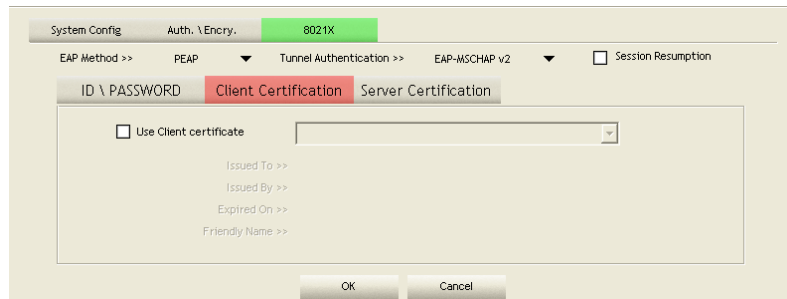 System Config Auth. \ Encry. 8021X
EAP Method >> PEAP Tunnel Authentication >> EAP-MSCHAP v2 Session Resumption
ID \ PASSWORD Client Certification Server Certification
Use Client certificate
Issued To >>
Issued By >>
Expired On >>
Friendly Name >>
OK Cancel